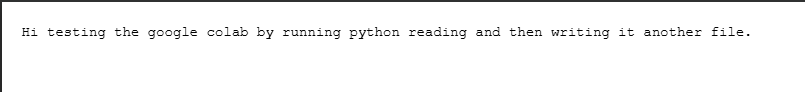 Hi testing the google colab by running python reading and then writing it another file.